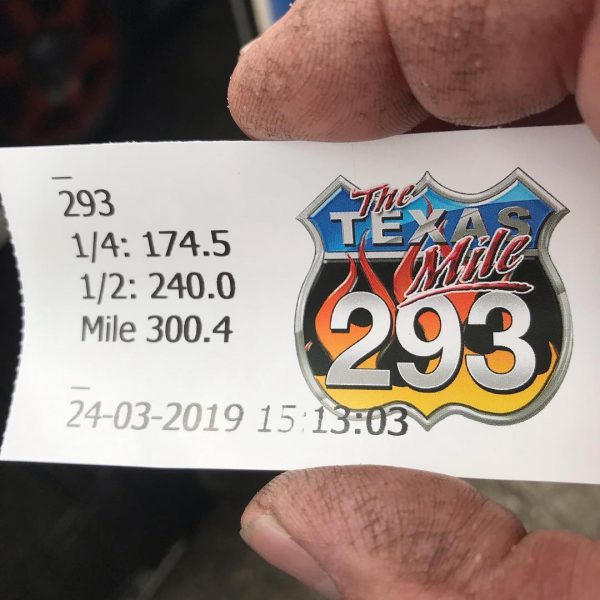 293
1/4: 174.5
1/2: 240.0
Mile 300.4
24-03-2019 15:13:03
The
TEXAS
Mile
293